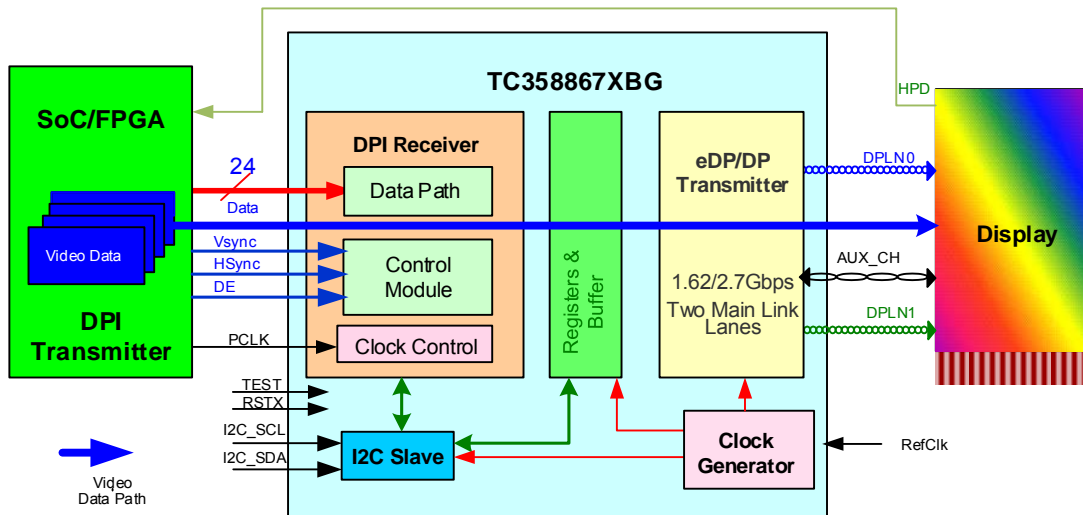 TC358867XBG
HPD
SoC/FPGA
24
Data
Video Data
Vsync
HSync
DE
DPI
Transmitter
PCLK
DPI Receiver
Data Path
Control
Module
Clock Control
Registers &
Buffer
eDP/DP
Transmitter
1.62/2.7Gbps
Two Main Link
Lanes
DPLN0
AUX_CH
DPLN1
Display
TEST
RSTX
I2C_SCL
I2C_SDA
I2C Slave
Clock
Generator
RefClk
Video
Data Path